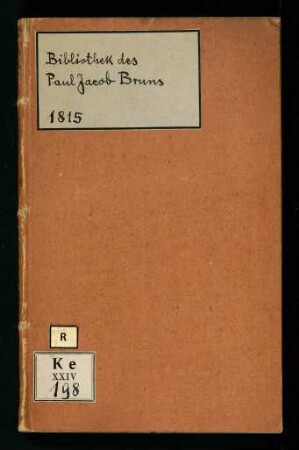 Bibliothek des
Paul Jacob Bruns
1815
R
Ke
XXIV
198